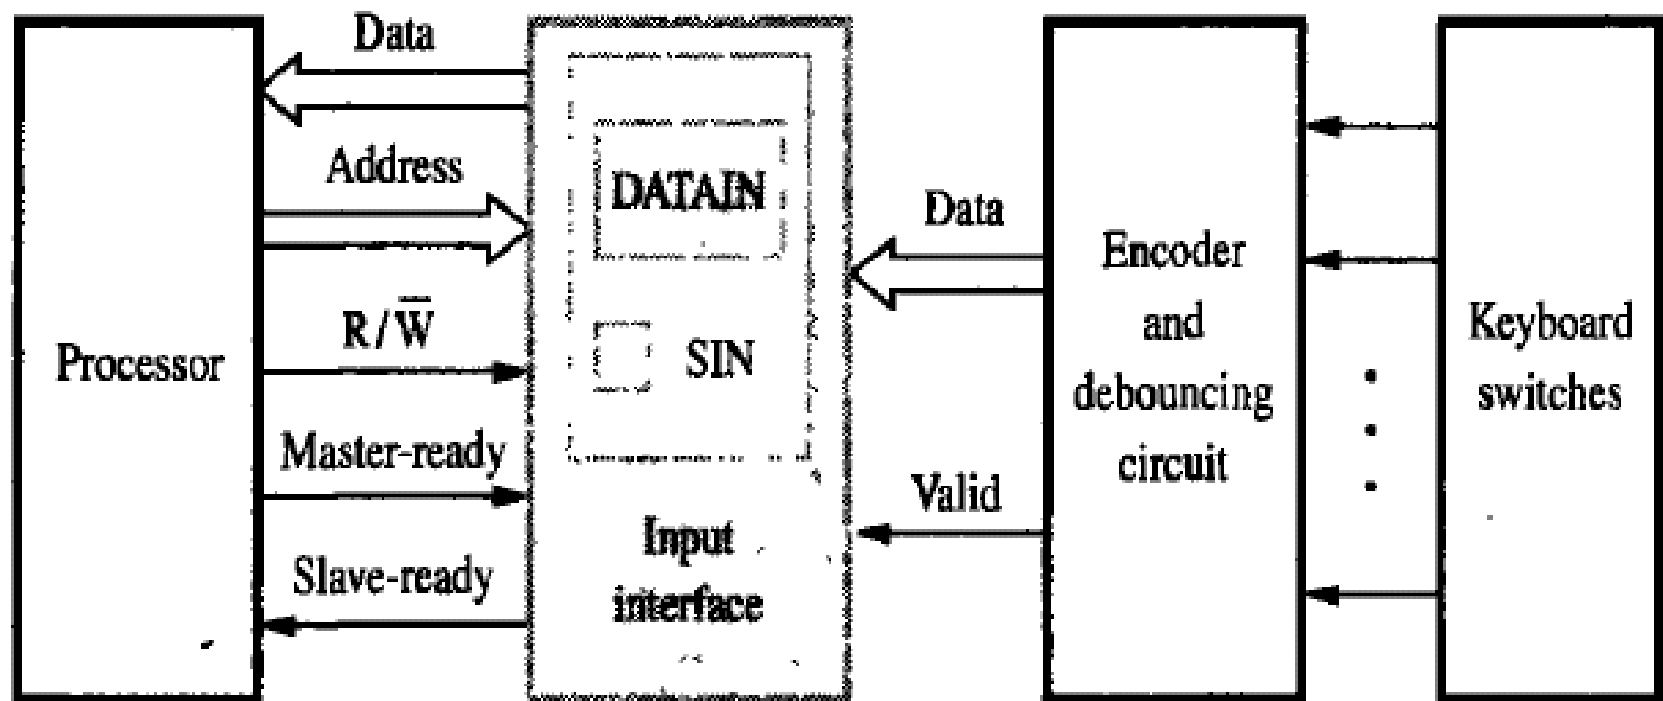 Data
Address
R/W̅
Master-ready
Slave-ready
Processor
DATAIN
SIN
Input
interface
Data
Valid
Encoder
and
debouncing
circuit
Keyboard
switches